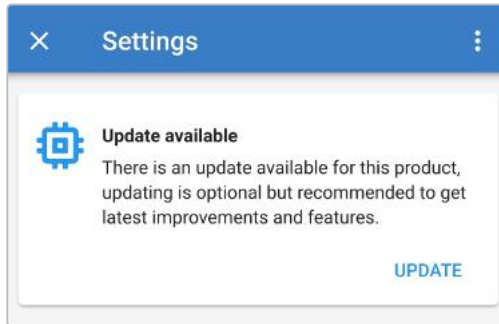 Settings
Update available
There is an update available for this product,
updating is optional but recommended to get
latest improvements and features.
UPDATE